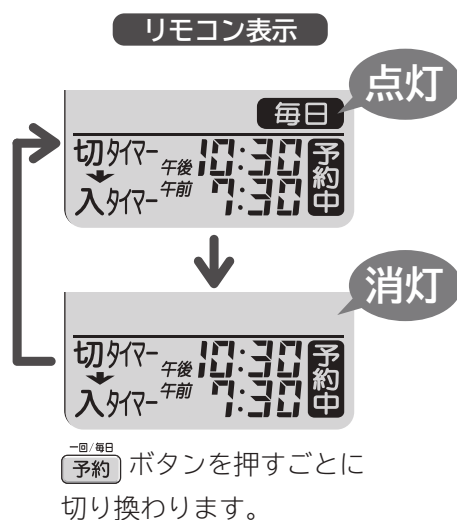 リモコン表示
点灯
毎日
切タイマー 午後 10:30 予約中
入タイマー 午前 7:30
消灯
切タイマー 午後 10:30 予約中
入タイマー 午前 7:30
一回/毎日
予約 ボタンを押すごとに
切り換わります。